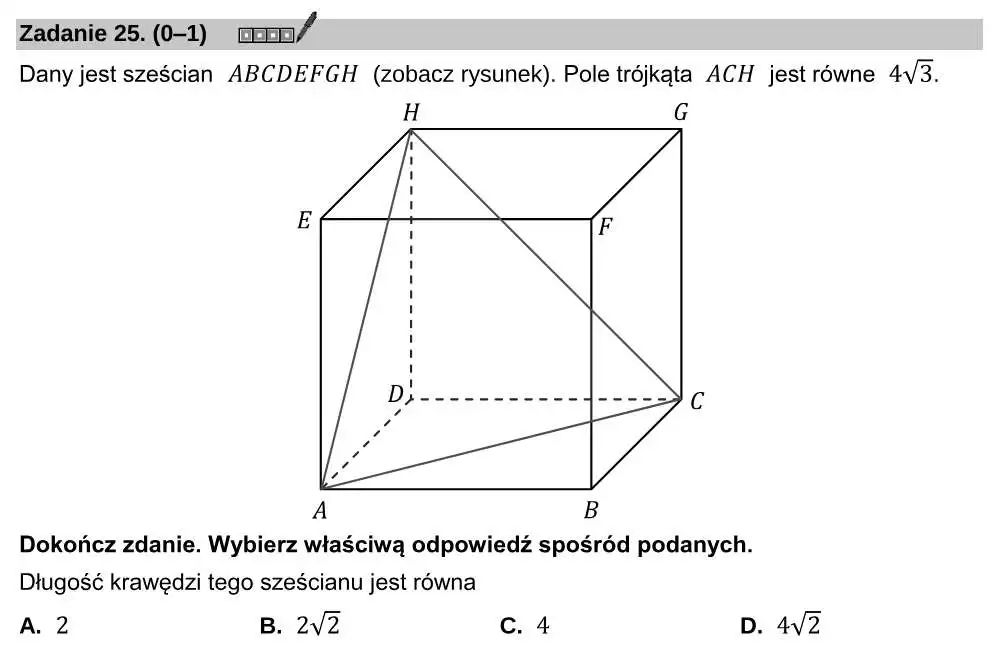 Zadanie 25. (0–1)
Dany jest sześcian ABCDEFGH (zobacz rysunek). Pole trójkąta ACH jest równe 4√3.
H G
E F
D C
A B
Dokończ zdanie. Wybierz właściwą odpowiedź spośród podanych.
Długość krawędzi tego sześcianu jest równa
A. 2 B. 2√2 C. 4 D. 4√2